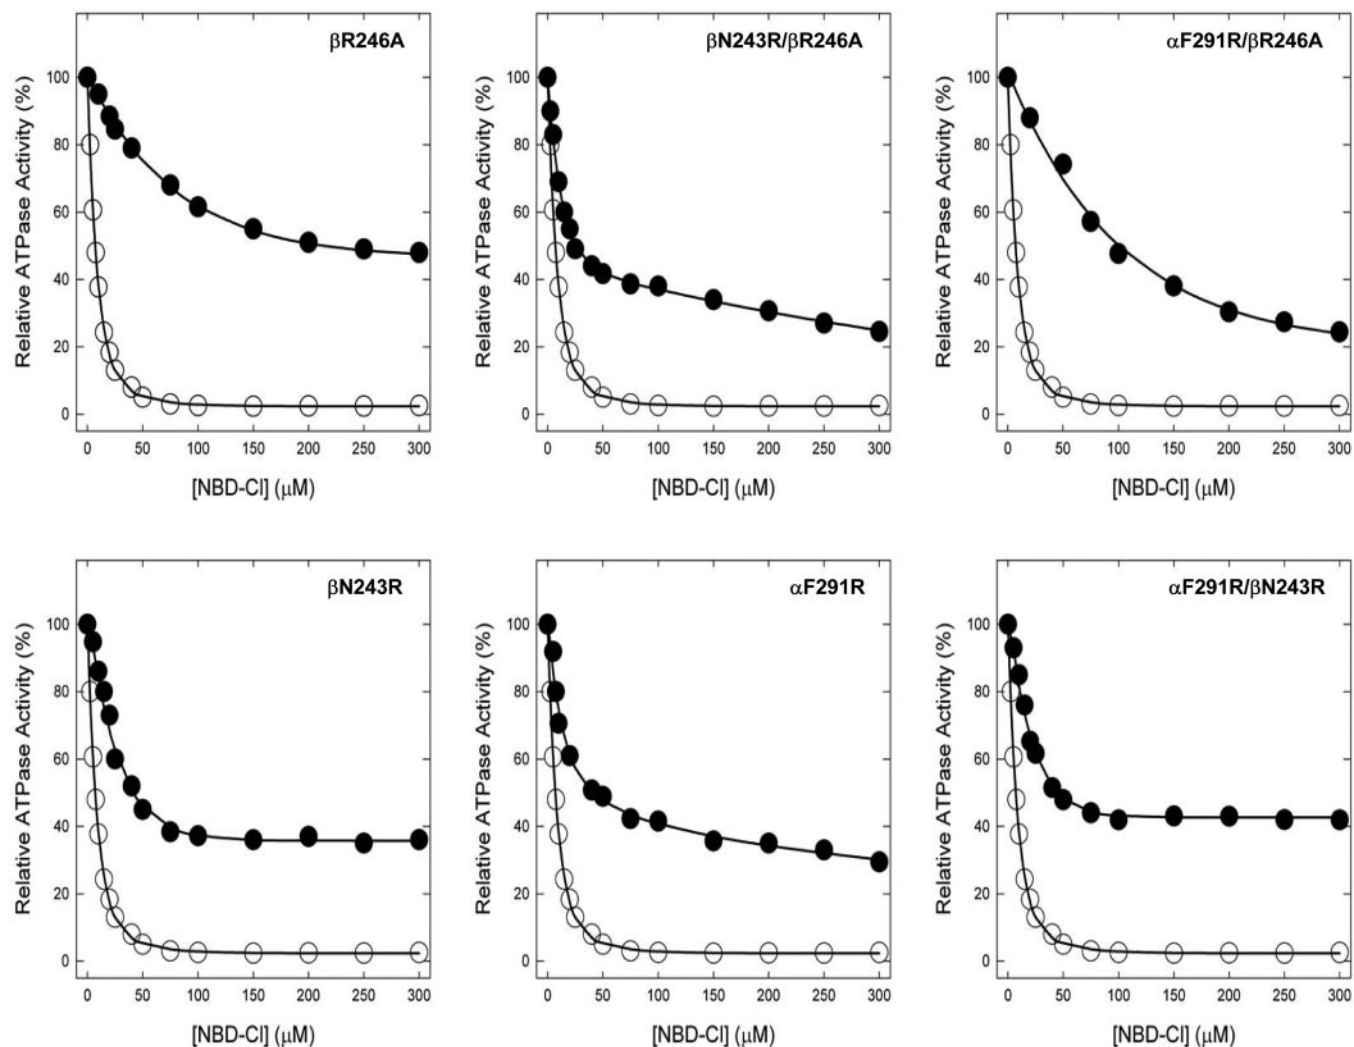 βR246A
βN243R/βR246A
αF291R/βR246A
Relative ATPase Activity (%)
100
80
60
40
20
0
0 50 100 150 200 250 300
[NBD-Cl] (μM)
Relative ATPase Activity (%)
100
80
60
40
20
0
0 50 100 150 200 250 300
[NBD-Cl] (μM)
Relative ATPase Activity (%)
100
80
60
40
20
0
0 50 100 150 200 250 300
[NBD-Cl] (μM)
βN243R
αF291R
αF291R/βN243R
Relative ATPase Activity (%)
100
80
60
40
20
0
0 50 100 150 200 250 300
[NBD-Cl] (μM)
Relative ATPase Activity (%)
100
80
60
40
20
0
0 50 100 150 200 250 300
[NBD-Cl] (μM)
Relative ATPase Activity (%)
100
80
60
40
20
0
0 50 100 150 200 250 300
[NBD-Cl] (μM)